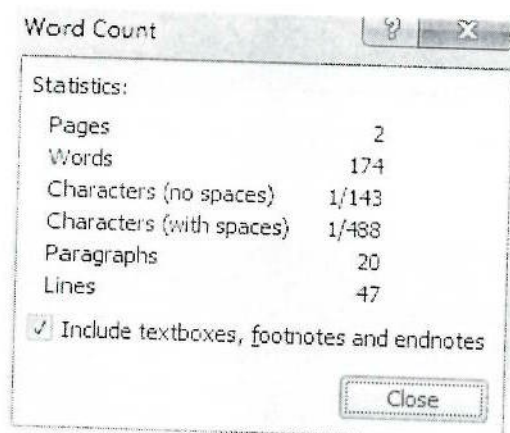 Word Count
Statistics:
Pages 2
Words 174
Characters (no spaces) 1/143
Characters (with spaces) 1/488
Paragraphs 20
Lines 47
Include textboxes, footnotes and endnotes
Close